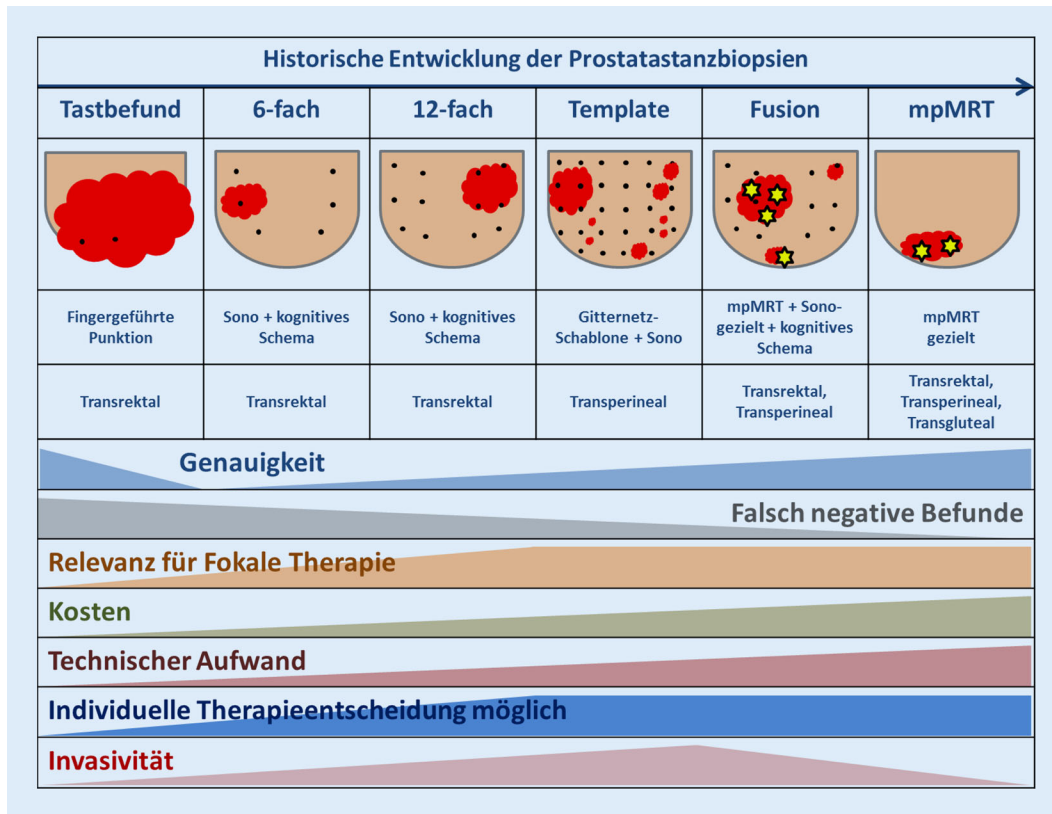 Historische Entwicklung der Prostatastanzbiopsien
Tastbefund
6-fach
12-fach
Template
Fusion
mpMRT
Fingergeführte
Punktion
Sono + kognitives
Schema
Sono + kognitives
Schema
Gitternetz-
Schablone + Sono
mpMRT + Sono-
gezielt + kognitives
Schema
mpMRT
gezielt
Transrektal
Transrektal
Transrektal
Transperineal
Transrektal,
Transperineal
Transrektal,
Transperineal,
Transgluteal
Genauigkeit
Falsch negative Befunde
Relevanz für Fokale Therapie
Kosten
Technischer Aufwand
Individuelle Therapieentscheidung möglich
Invasivität